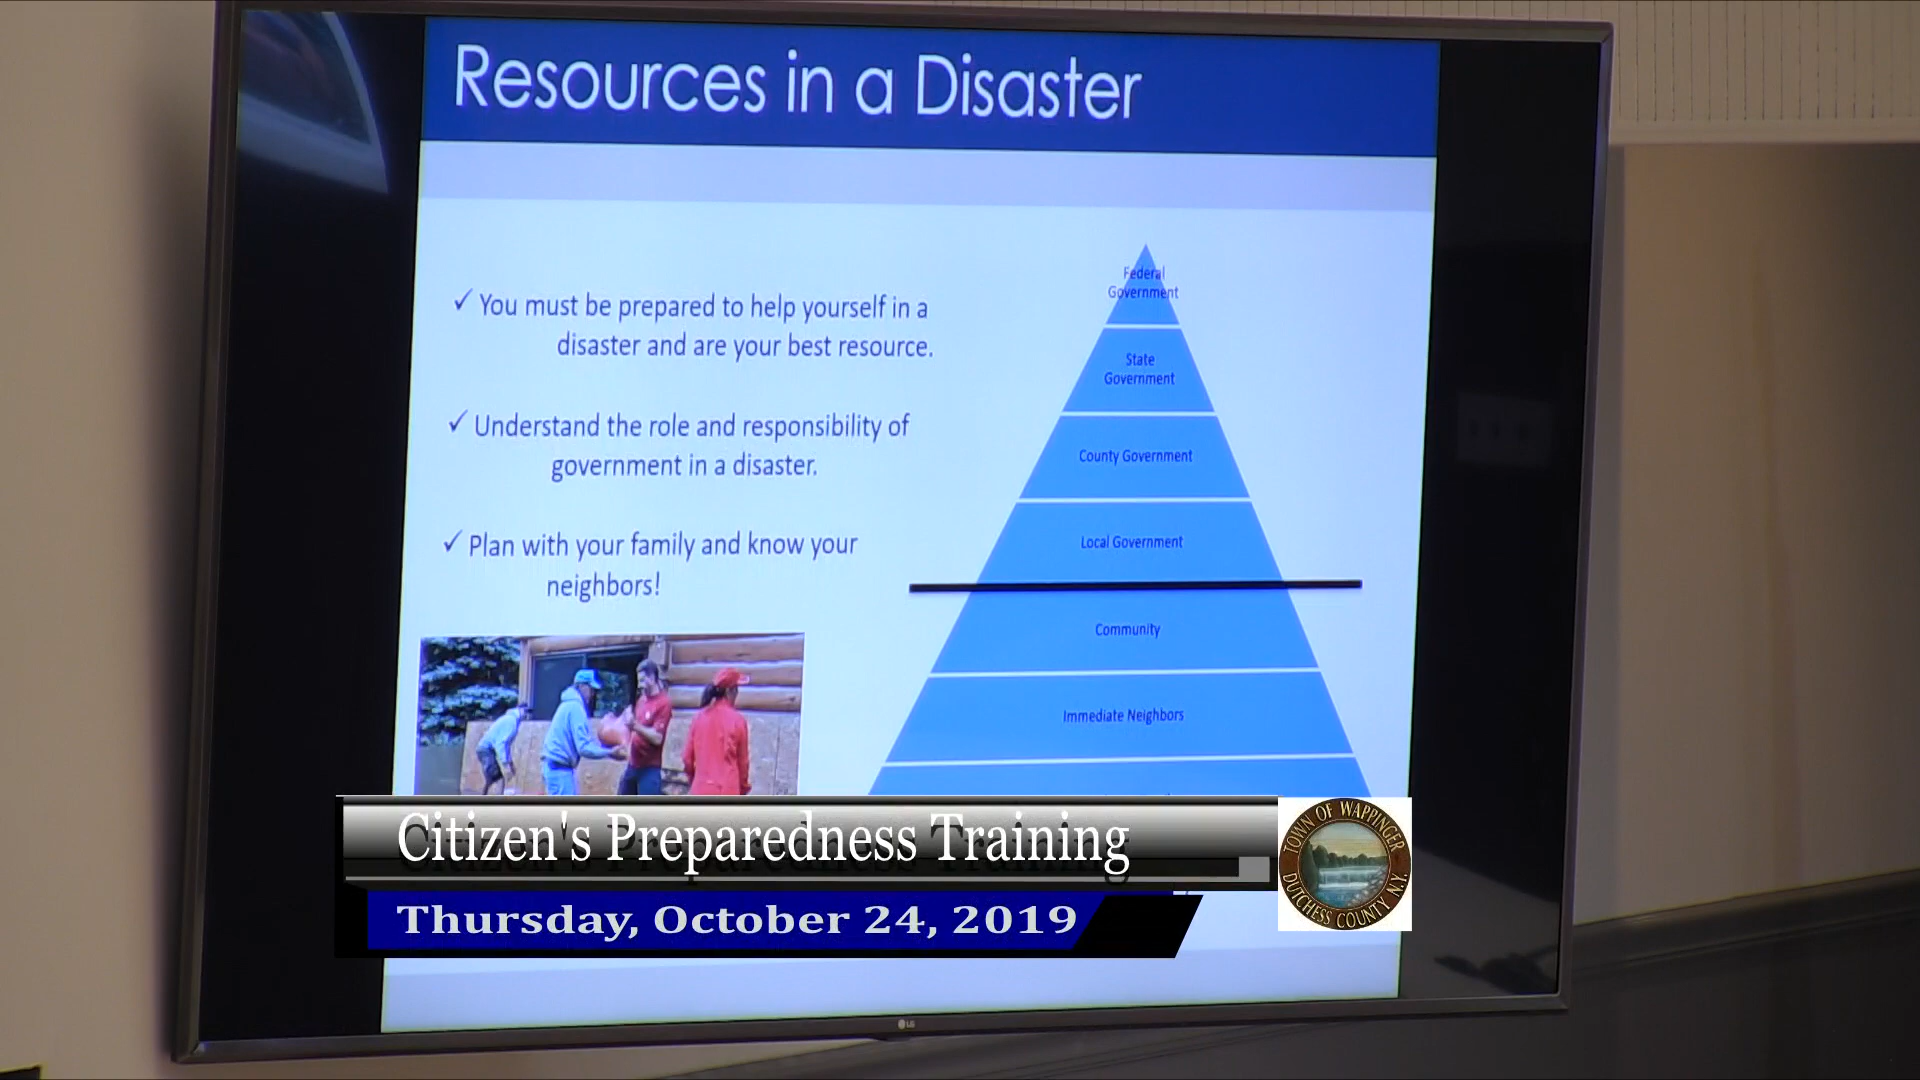 Resources in a Disaster
✓ You must be prepared to help yourself in a
disaster and are your best resource.
✓ Understand the role and responsibility of
government in a disaster.
✓ Plan with your family and know your
neighbors!
Federal
Government
State
Government
County Government
Local Government
Community
Immediate Neighbors
Citizen's Preparedness Training
Thursday, October 24, 2019
TOWN OF WAPPINGER
DUTCHESS COUNTY N.Y.
LG